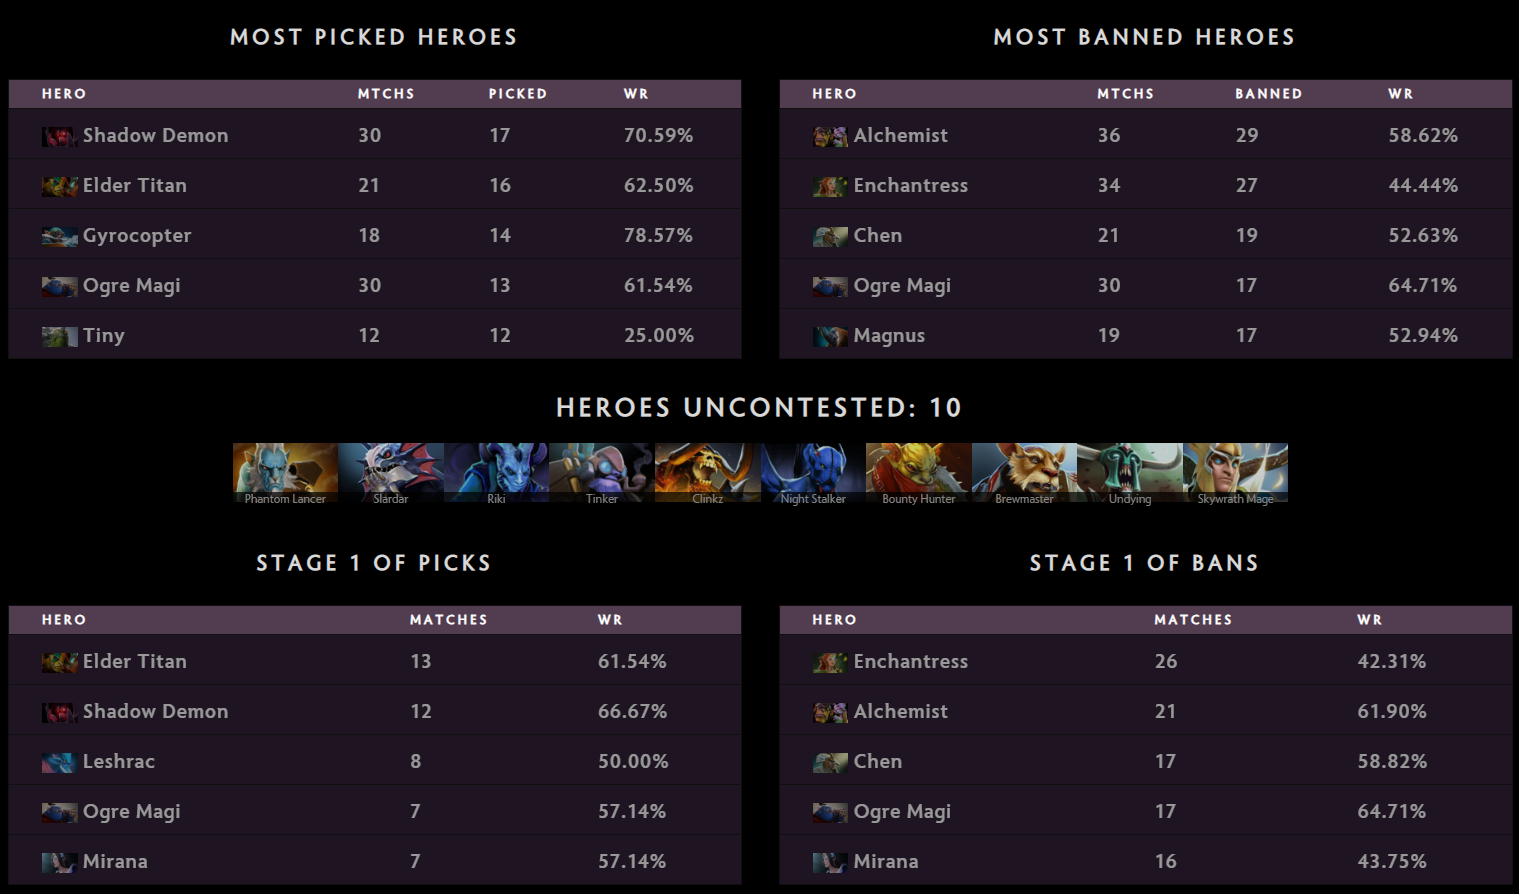 MOST PICKED HEROES
HERO MTCHS PICKED WR
Shadow Demon 30 17 70.59%
Elder Titan 21 16 62.50%
Gyrocopter 18 14 78.57%
Ogre Magi 30 13 61.54%
Tiny 12 12 25.00%
MOST BANNED HEROES
HERO MTCHS BANNED WR
Alchemist 36 29 58.62%
Enchantress 34 27 44.44%
Chen 21 19 52.63%
Ogre Magi 30 17 64.71%
Magnus 19 17 52.94%
HEROES UNCONTESTED: 10
Phantom Lancer Slardar Riki Tinker Clinkz Night Stalker Bounty Hunter Brewmaster Undying Skywrath Mage
STAGE 1 OF PICKS
HERO MATCHES WR
Elder Titan 13 61.54%
Shadow Demon 12 66.67%
Leshrac 8 50.00%
Ogre Magi 7 57.14%
Mirana 7 57.14%
STAGE 1 OF BANS
HERO MATCHES WR
Enchantress 26 42.31%
Alchemist 21 61.90%
Chen 17 58.82%
Ogre Magi 17 64.71%
Mirana 16 43.75%